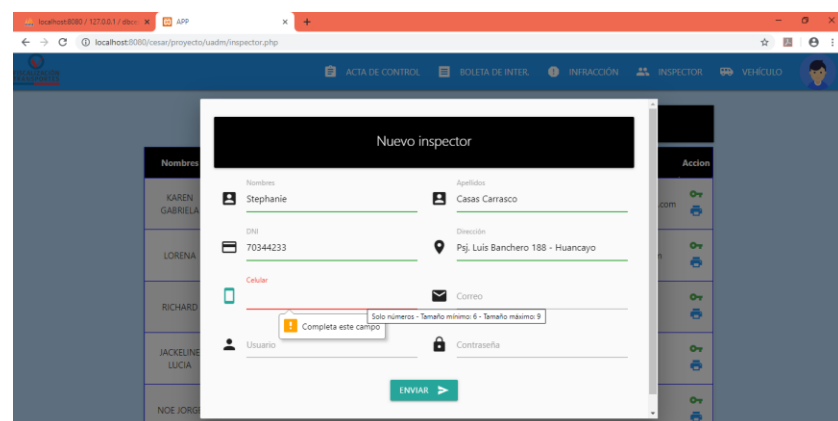 localhost:8080 / 127.0.0.1 / dbco
APP
localhost:8080/cesar/proyecto/uadm/inspector.php
ACTA DE CONTROL
BOLETA DE INTER.
INFRACCIÓN
INSPECTOR
VEHÍCULO
Nuevo inspector
Nombres
Accion
Nombres
Stephanie
Apellidos
Casas Carrasco
KAREN
GABRIELA
.com
DNI
70344233
Dirección
Psj. Luis Banchero 188 - Huancayo
LORENA
Celular
Correo
RICHARD
Solo números - Tamaño mínimo: 6 - Tamaño máximo: 9
Completa este campo
Usuario
Contraseña
JACKELINE
LUCIA
ENVIAR
NOE JORGE